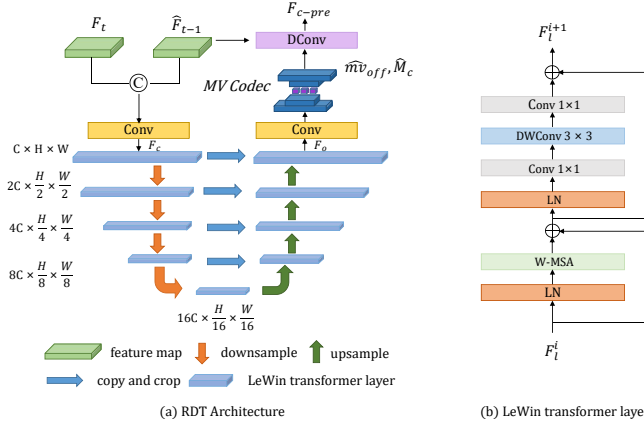 F_t
F̂_{t−1}
F_{c−pre}
DConv
MV Codec
m̂v_{off}, M̂_c
©
Conv
Conv
C × H × W
F_c
F_o
2C × H/2 × W/2
4C × H/4 × W/4
8C × H/8 × W/8
16C × H/16 × W/16
feature map
downsample
upsample
copy and crop
LeWin transformer layer
(a) RDT Architecture
F_l^{i+1}
Conv 1×1
DWConv 3 × 3
Conv 1×1
LN
W-MSA
LN
F_l^i
(b) LeWin transformer laye